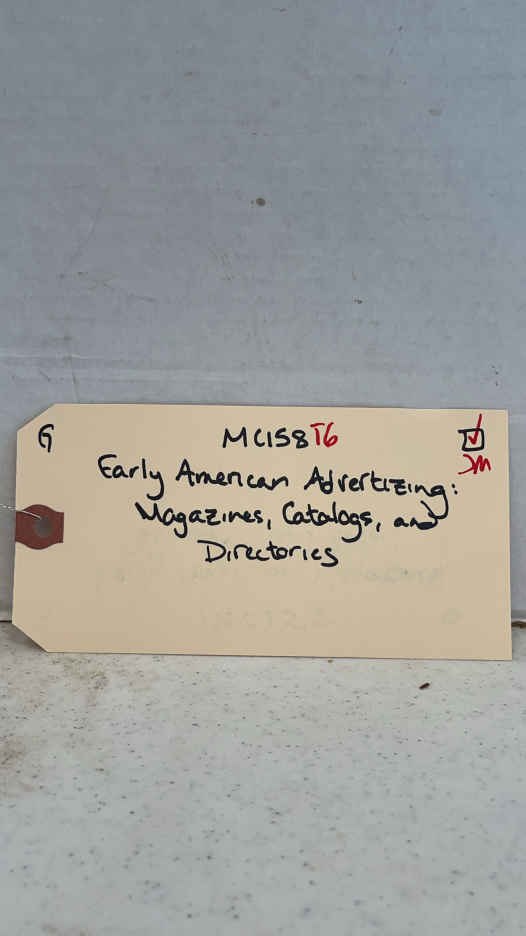 G
MC158T6
☑
JM
Early American Advertizing:
Magazines, Catalogs, and
Directories